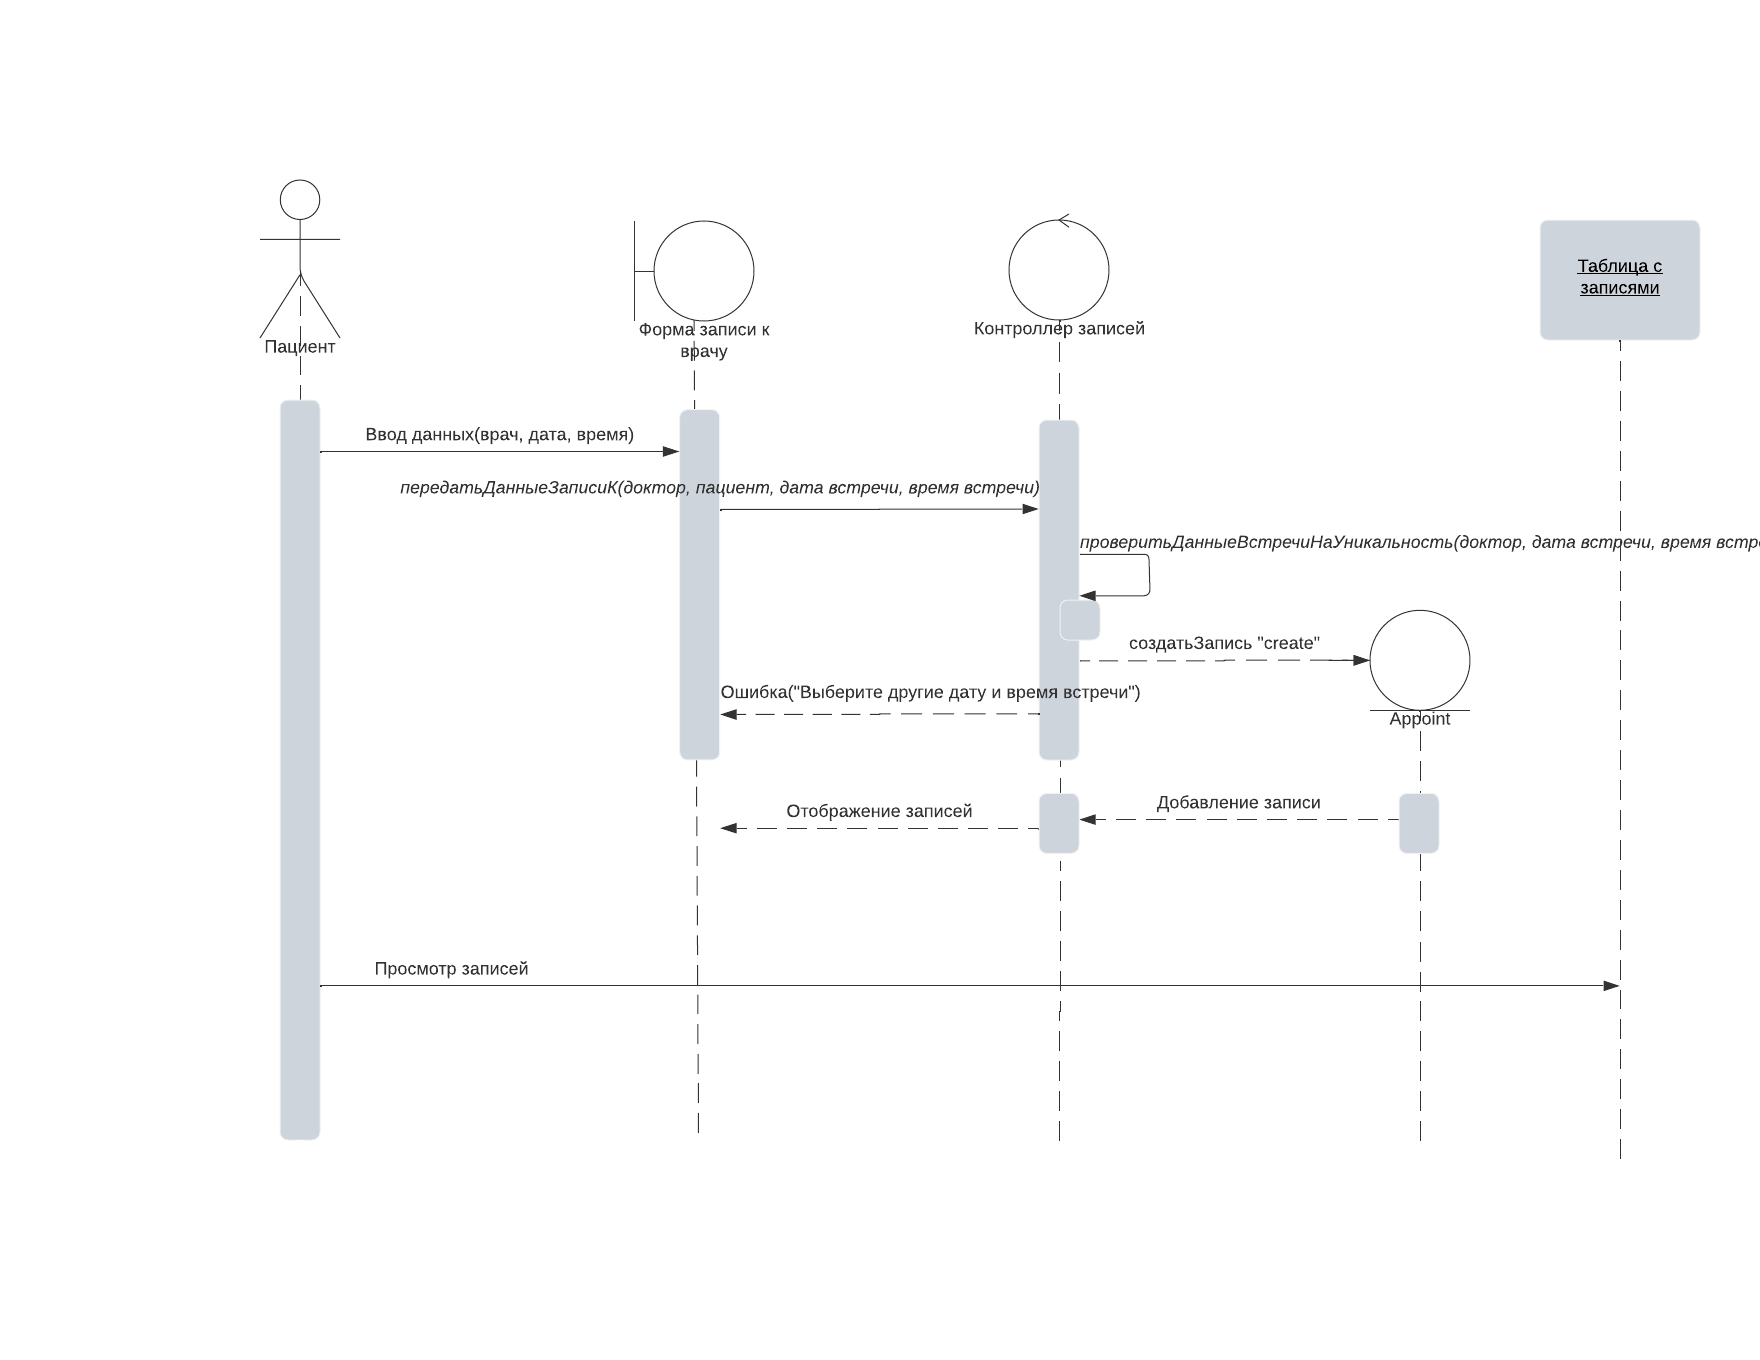 Пациент
Форма записи к
врачу
Контроллер записей
Таблица с
записями
Ввод данных(врач, дата, время)
передатьДанныеЗаписиК(доктор, пациент, дата встречи, время встречи)
проверитьДанныеВстречиНаУникальность(доктор, дата встречи, время
создатьЗапись "create"
Ошибка("Выберите другие дату и время встречи")
Appoint
Добавление записи
Отображение записей
Просмотр записей